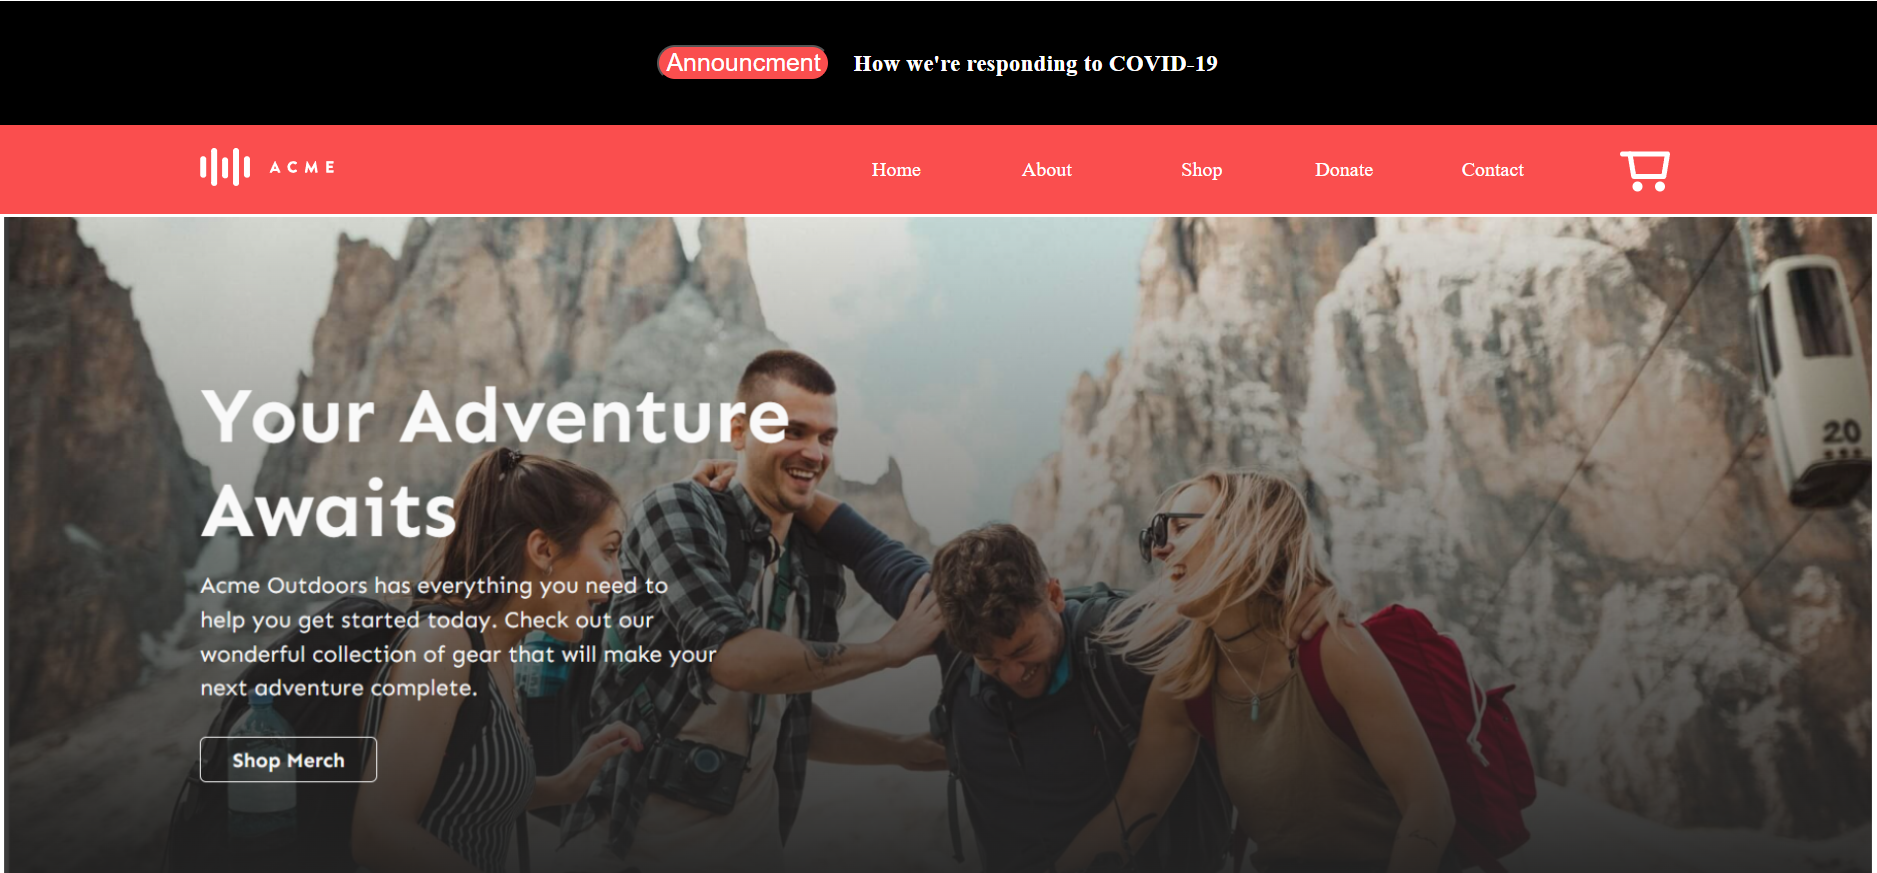 Announcment How we're responding to COVID-19
ACME Home About Shop Donate Contact
Your Adventure
Awaits
Acme Outdoors has everything you need to
help you get started today. Check out our
wonderful collection of gear that will make your
next adventure complete.
Shop Merch
20